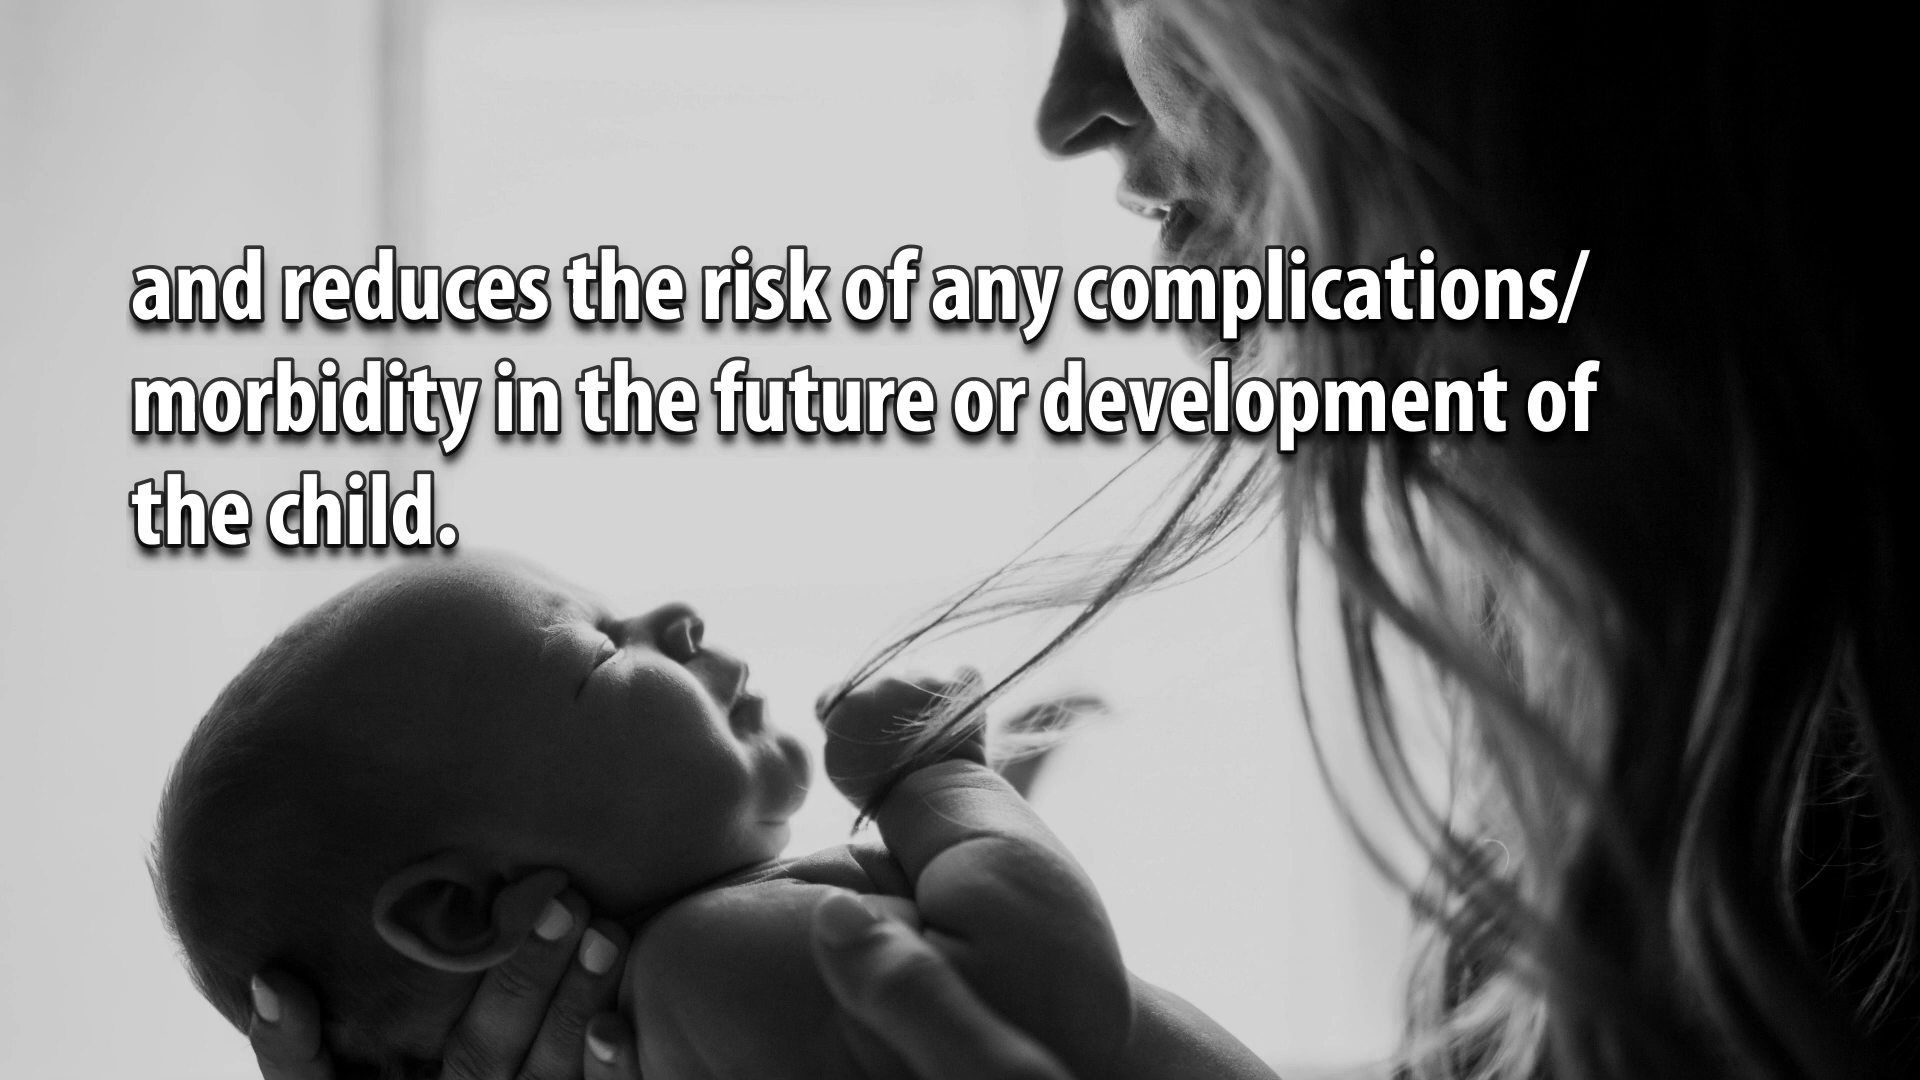 and reduces the risk of any complications/
morbidity in the future or development of
the child.